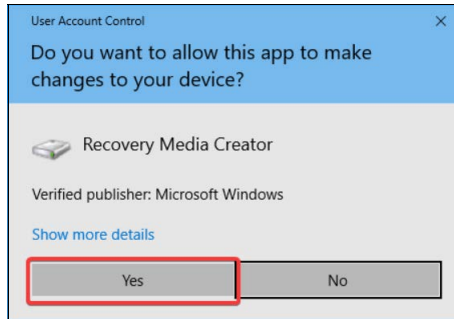 User Account Control
Do you want to allow this app to make
changes to your device?
Recovery Media Creator
Verified publisher: Microsoft Windows
Show more details
Yes
No